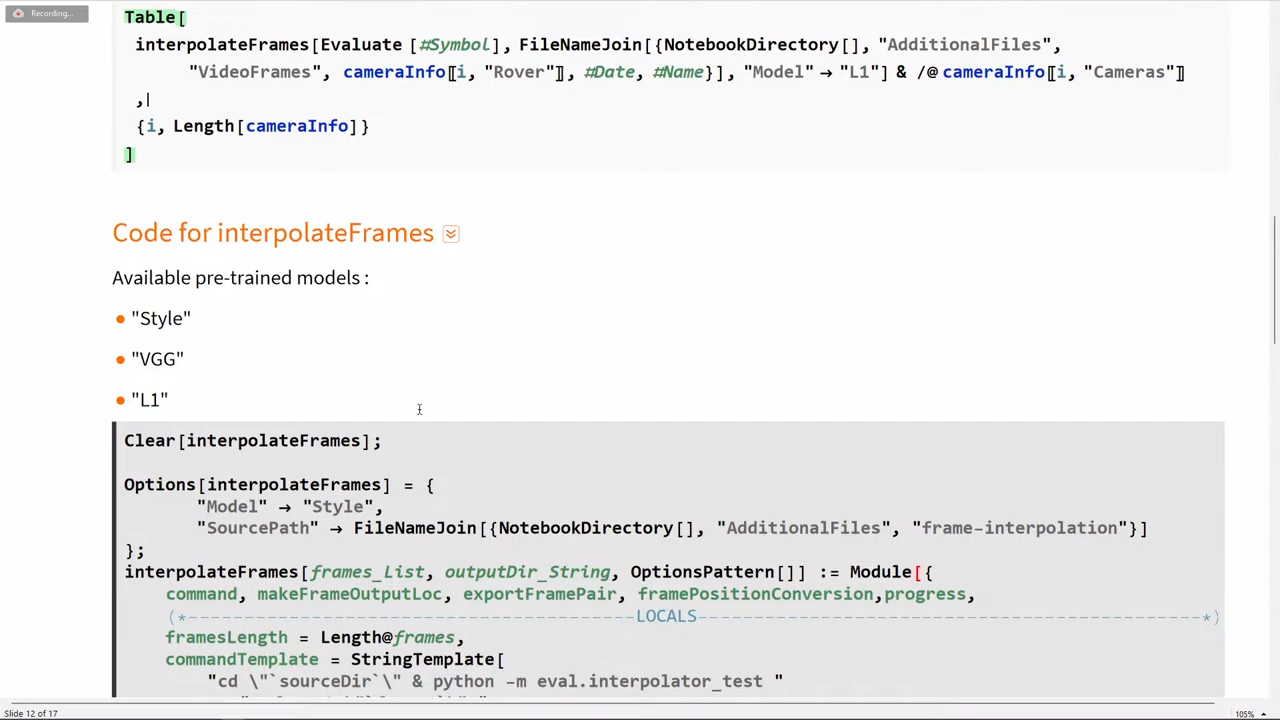 Recording...
Table[
interpolateFrames[Evaluate [#Symbol], FileNameJoin[{NotebookDirectory[], "AdditionalFiles",
"VideoFrames", cameraInfo〚i, "Rover"〛, #Date, #Name}], "Model" → "L1"] & /@ cameraInfo〚i, "Cameras"〛
,
{i, Length[cameraInfo]}
]
Code for interpolateFrames
Available pre-trained models :
• "Style"
• "VGG"
• "L1"
Clear[interpolateFrames];
Options[interpolateFrames] = {
"Model" → "Style",
"SourcePath" → FileNameJoin[{NotebookDirectory[], "AdditionalFiles", "frame-interpolation"}]
};
interpolateFrames[frames_List, outputDir_String, OptionsPattern[]] := Module[{
command, makeFrameOutputLoc, exportFramePair, framePositionConversion,progress,
(*-----------------------------------------LOCALS-----------------------------------------------*)
framesLength = Length@frames,
commandTemplate = StringTemplate[
"cd \"`sourceDir`\" & python -m eval.interpolator_test "
Slide 12 of 17
105%